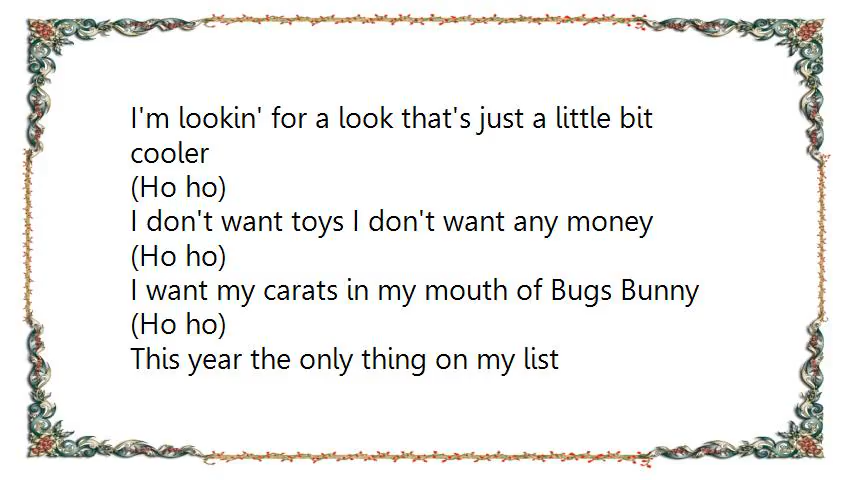 I'm lookin' for a look that's just a little bit
cooler
(Ho ho)
I don't want toys I don't want any money
(Ho ho)
I want my carats in my mouth of Bugs Bunny
(Ho ho)
This year the only thing on my list